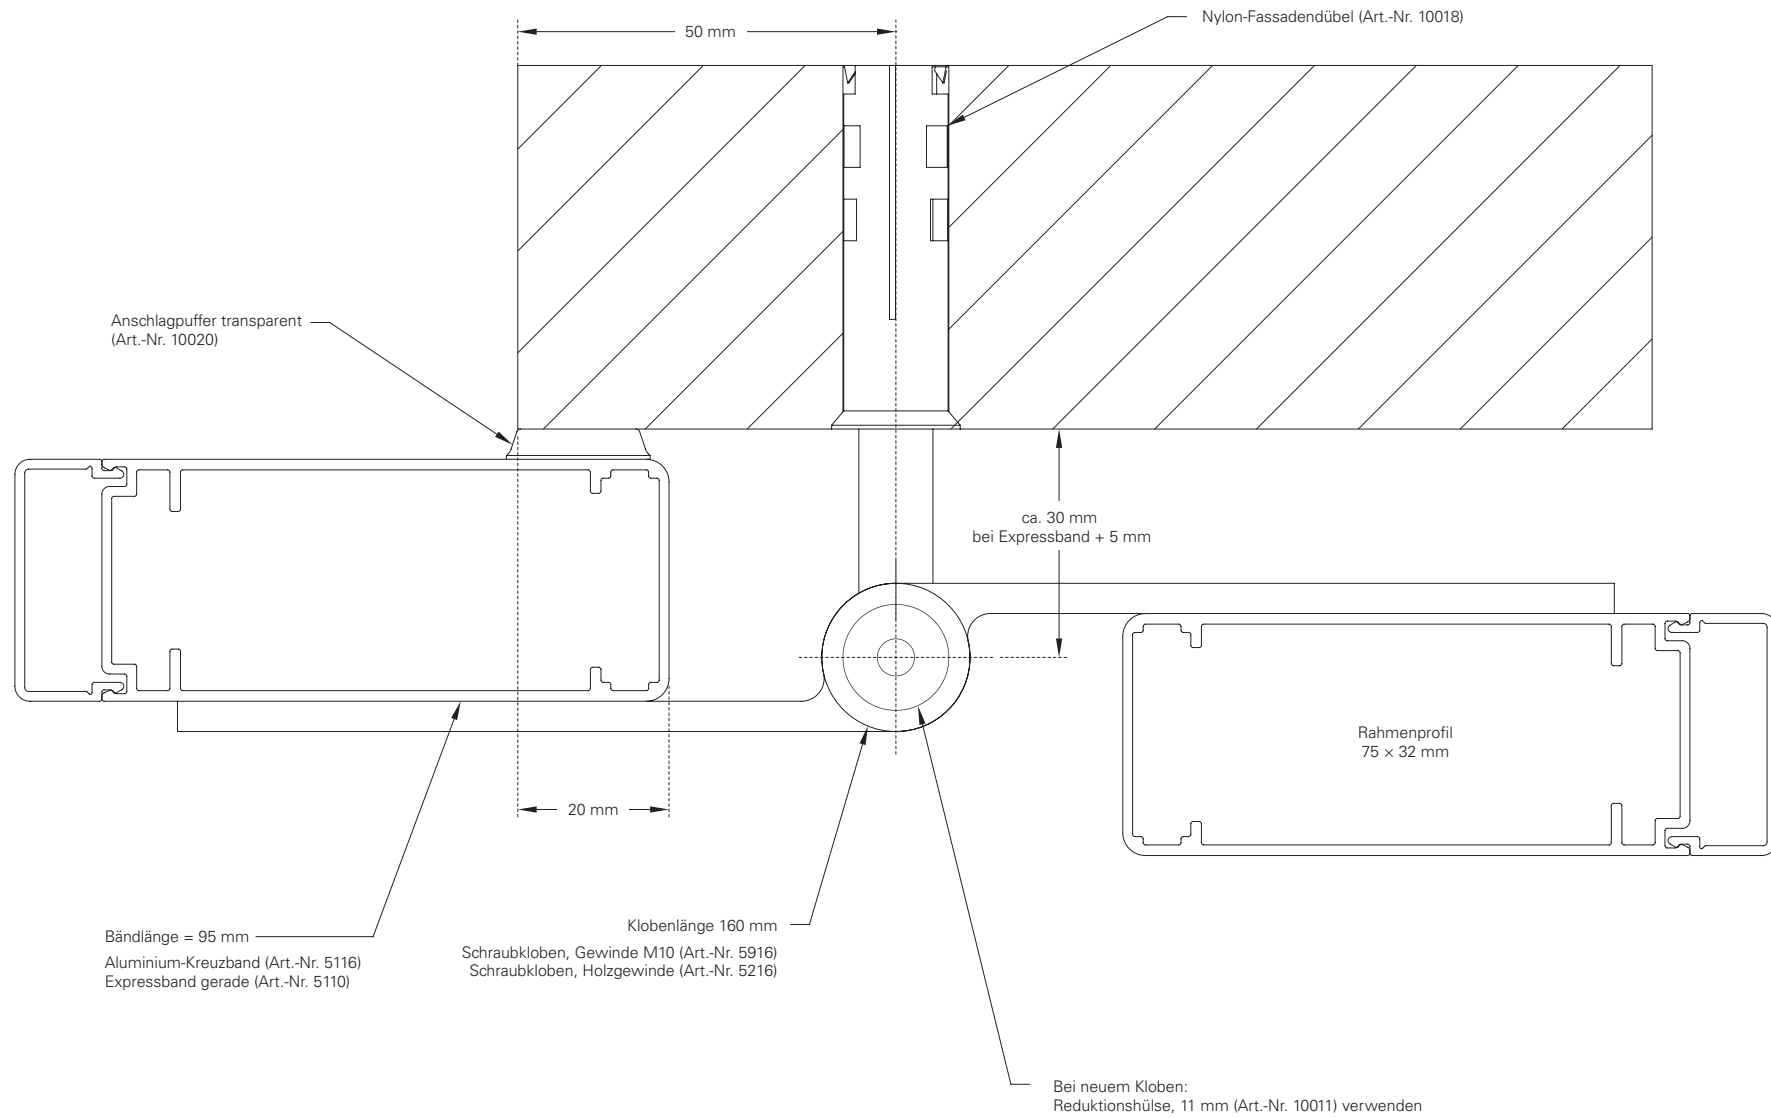 50 mm
Nylon-Fassadendübel (Art.-Nr. 10018)
Anschlagpuffer transparent
(Art.-Nr. 10020)
ca. 30 mm
bei Expressband + 5 mm
Rahmenprofil
75 × 32 mm
20 mm
Bändlänge = 95 mm
Aluminium-Kreuzband (Art.-Nr. 5116)
Expressband gerade (Art.-Nr. 5110)
Klobenlänge 160 mm
Schraubkloben, Gewinde M10 (Art.-Nr. 5916)
Schraubkloben, Holzgewinde (Art.-Nr. 5216)
Bei neuem Kloben:
Reduktionshülse, 11 mm (Art.-Nr. 10011) verwenden